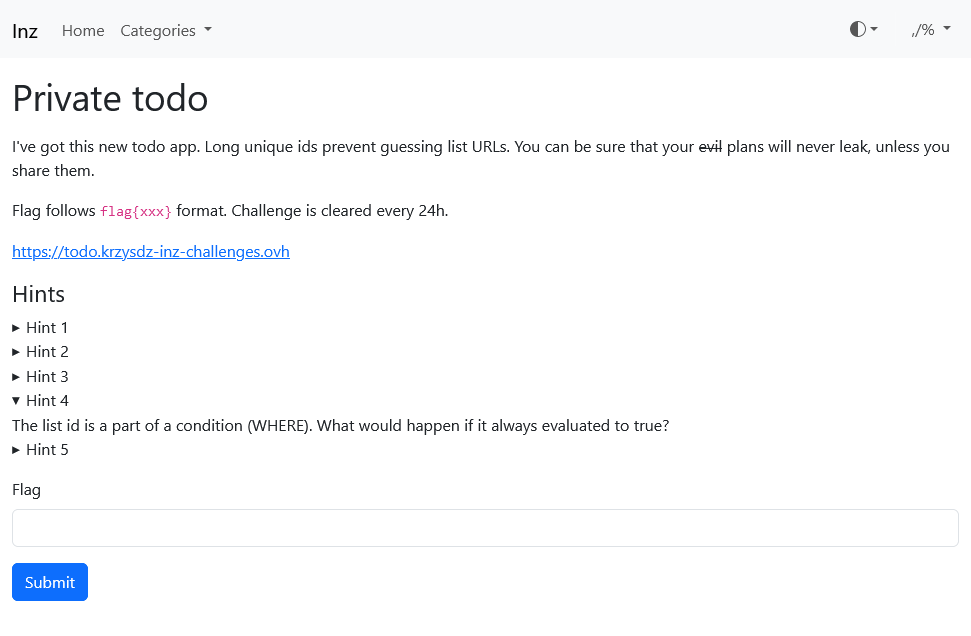 Inz Home Categories ,/%
Private todo
I've got this new todo app. Long unique ids prevent guessing list URLs. You can be sure that your evil plans will never leak, unless you
share them.
Flag follows flag{xxx} format. Challenge is cleared every 24h.
https://todo.krzysdz-inz-challenges.ovh
Hints
Hint 1
Hint 2
Hint 3
Hint 4
The list id is a part of a condition (WHERE). What would happen if it always evaluated to true?
Hint 5
Flag
Submit